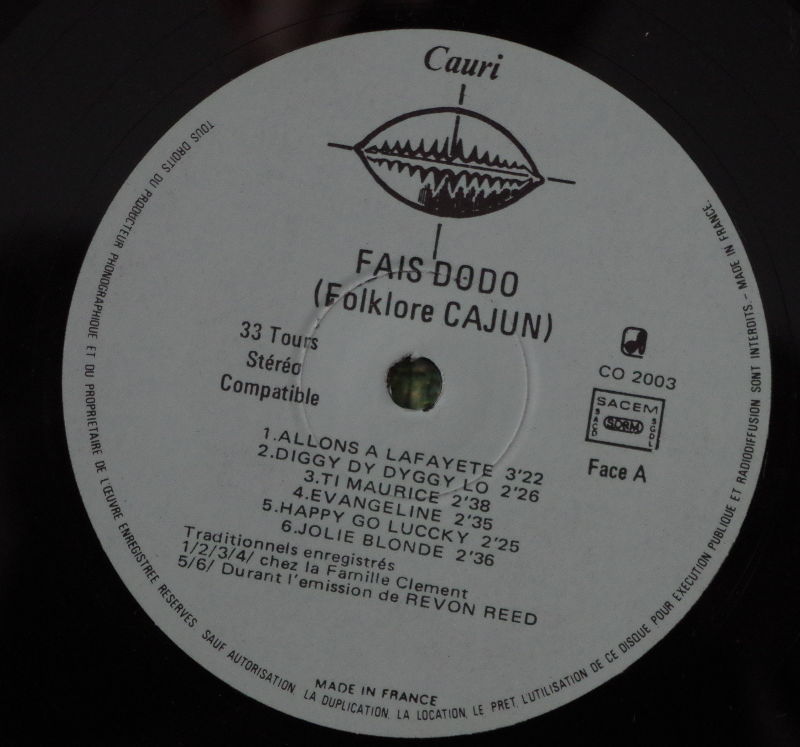 Cauri
FAIS DODO
(Folklore CAJUN)
33 Tours
Stéréo
Compatible
CO 2003
SACEM
SACD
SDRM
SGDL
Face A
1.ALLONS A LAFAYETE 3'22
2.DIGGY DY DYGGY LO 2'26
3.TI MAURICE 2'38
4.EVANGELINE 2'35
5.HAPPY GO LUCCKY 2'25
6.JOLIE BLONDE 2'36
Traditionnels enregistrés
1/2/3/4/ chez la Famille Clement
5/6/ Durant l'emission de REVON REED
MADE IN FRANCE
TOUS DROITS DU PRODUCTEUR PHONOGRAPHIQUE ET DU PROPRIETAIRE DE L'ŒUVRE ENREGISTREE RESERVES. SAUF AUTORISATION, LA DUPLICATION, LA LOCATION, LE PRET, L'UTILISATION DE CE DISQUE POUR EXECUTION PUBLIQUE ET RADIODIFFUSION SONT INTERDITS. - MADE IN FRANCE.